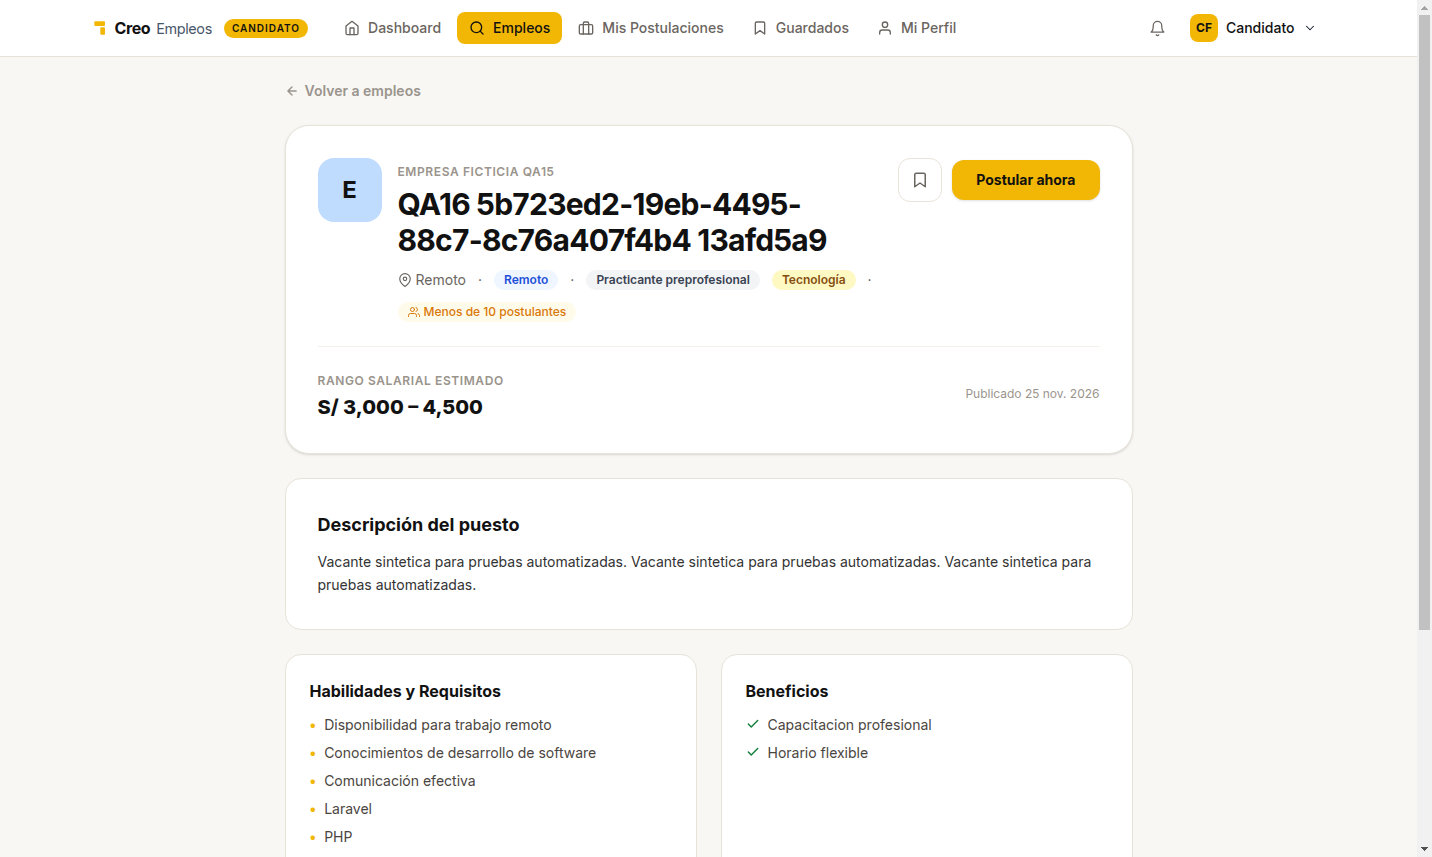 Creo Empleos CANDIDATO Dashboard Empleos Mis Postulaciones Guardados Mi Perfil CF Candidato
Volver a empleos
E
EMPRESA FICTICIA QA15
QA16 5b723ed2-19eb-4495-
88c7-8c76a407f4b4 13afd5a9
Postular ahora
Remoto · Remoto · Practicante preprofesional Tecnología ·
Menos de 10 postulantes
RANGO SALARIAL ESTIMADO
S/ 3,000 – 4,500
Publicado 25 nov. 2026
Descripción del puesto
Vacante sintetica para pruebas automatizadas. Vacante sintetica para pruebas automatizadas. Vacante sintetica para
pruebas automatizadas.
Habilidades y Requisitos
• Disponibilidad para trabajo remoto
• Conocimientos de desarrollo de software
• Comunicación efectiva
• Laravel
• PHP
Beneficios
Capacitacion profesional
Horario flexible